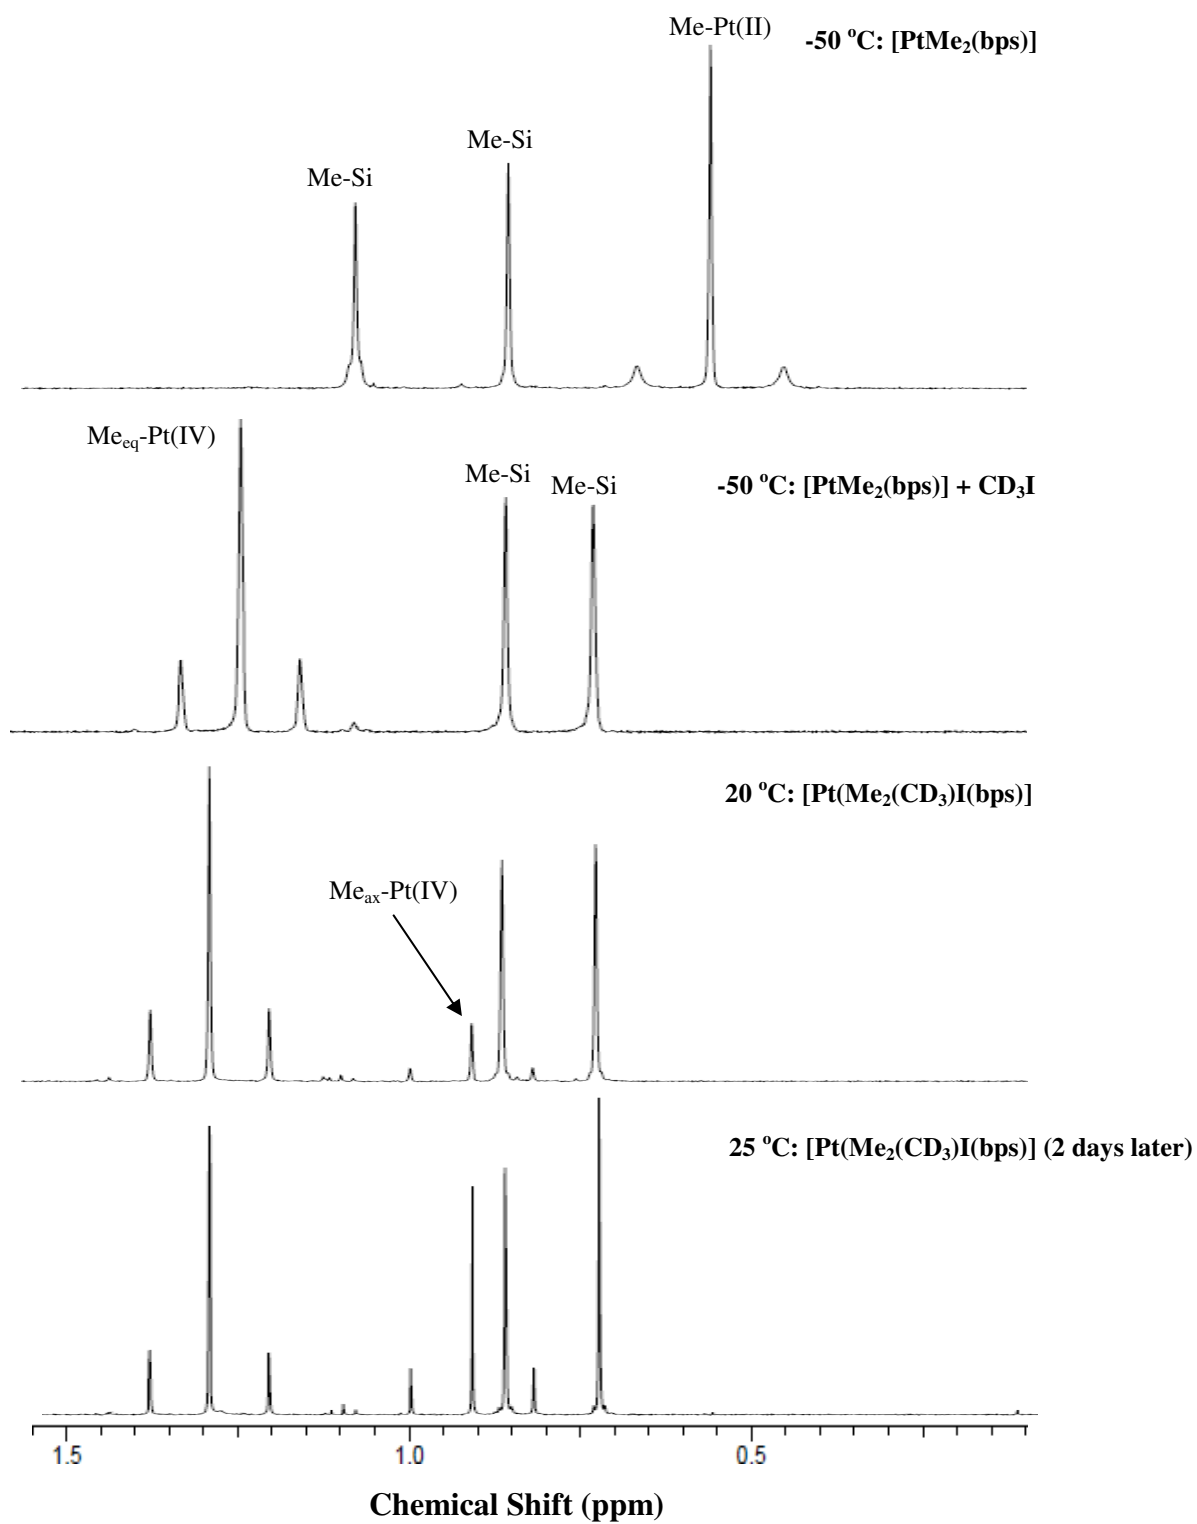 Me-Pt(II)
-50 °C: [PtMe₂(bps)]
Me-Si
Me-Si
Me_eq-Pt(IV)
Me-Si
Me-Si
-50 °C: [PtMe₂(bps)] + CD₃I
20 °C: [Pt(Me₂(CD₃)I(bps)]
Me_ax-Pt(IV)
25 °C: [Pt(Me₂(CD₃)I(bps)] (2 days later)
1.5 1.0 0.5
Chemical Shift (ppm)